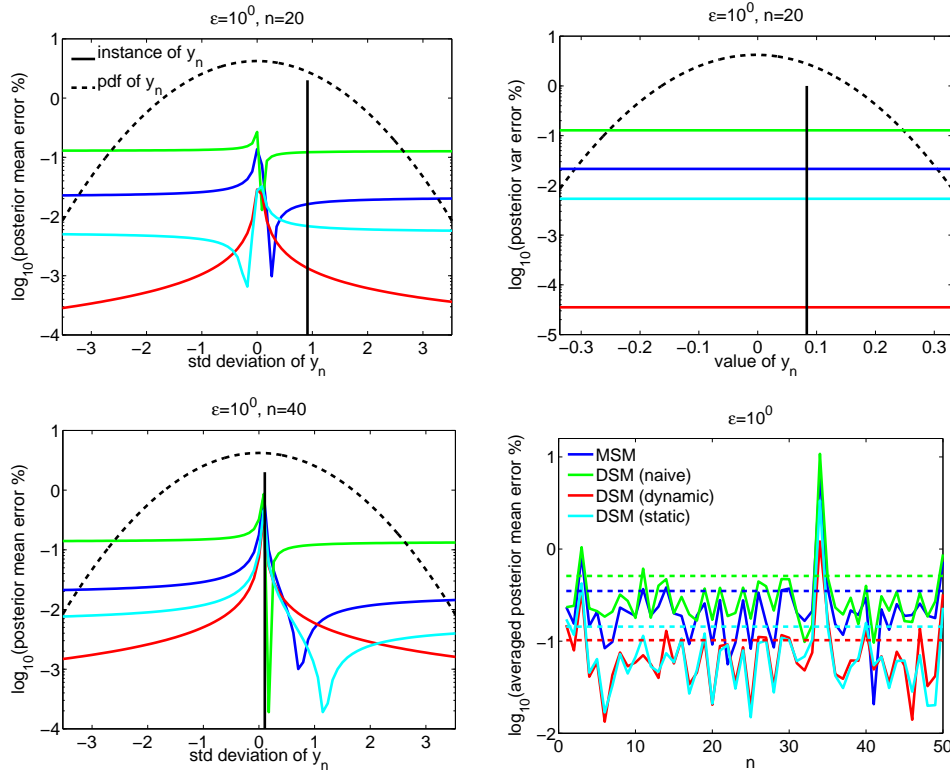 ε=10⁰, n=20
log₁₀(posterior mean error %)
1
0
−1
−2
−3
−4
instance of yₙ
pdf of yₙ
−3 −2 −1 0 1 2 3
std deviation of yₙ
ε=10⁰, n=20
log₁₀(posterior var error %)
1
0
−1
−2
−3
−4
−5
−0.3 −0.2 −0.1 0 0.1 0.2 0.3
value of yₙ
ε=10⁰, n=40
log₁₀(posterior mean error %)
1
0
−1
−2
−3
−4
−3 −2 −1 0 1 2 3
std deviation of yₙ
ε=10⁰
log₁₀(averaged posterior mean error %)
1
0
−1
−2
MSM
DSM (naive)
DSM (dynamic)
DSM (static)
0 10 20 30 40 50
n